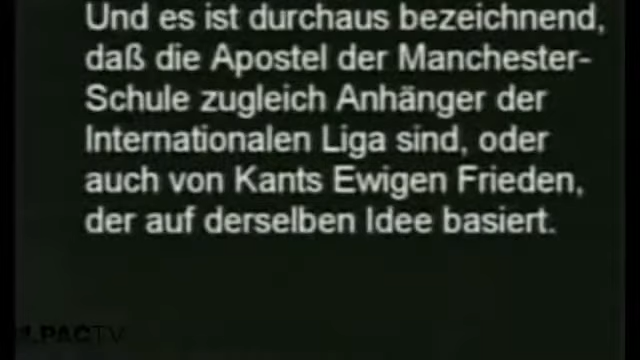 Und es ist durchaus bezeichnend,
daß die Apostel der Manchester-
Schule zugleich Anhänger der
Internationalen Liga sind, oder
auch von Kants Ewigen Frieden,
der auf derselben Idee basiert.
LPACTV